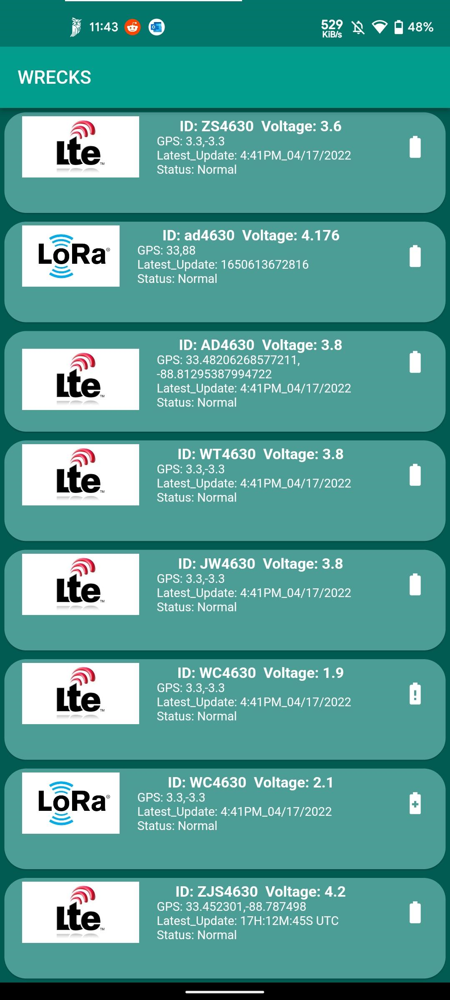 11:43
529
KiB/s
48%
WRECKS
Lte™
ID: ZS4630 Voltage: 3.6
GPS: 3.3,-3.3
Latest_Update: 4:41PM_04/17/2022
Status: Normal
LoRa®
ID: ad4630 Voltage: 4.176
GPS: 33,88
Latest_Update: 1650613672816
Status: Normal
Lte™
ID: AD4630 Voltage: 3.8
GPS: 33.48206268577211,
-88.81295387994722
Latest_Update: 4:41PM_04/17/2022
Status: Normal
Lte™
ID: WT4630 Voltage: 3.8
GPS: 3.3,-3.3
Latest_Update: 4:41PM_04/17/2022
Status: Normal
Lte™
ID: JW4630 Voltage: 3.8
GPS: 3.3,-3.3
Latest_Update: 4:41PM_04/17/2022
Status: Normal
Lte™
ID: WC4630 Voltage: 1.9
GPS: 3.3,-3.3
Latest_Update: 4:41PM_04/17/2022
Status: Normal
LoRa®
ID: WC4630 Voltage: 2.1
GPS: 3.3,-3.3
Latest_Update: 4:41PM_04/17/2022
Status: Normal
Lte™
ID: ZJS4630 Voltage: 4.2
GPS: 33.452301,-88.787498
Latest_Update: 17H:12M:45S UTC
Status: Normal